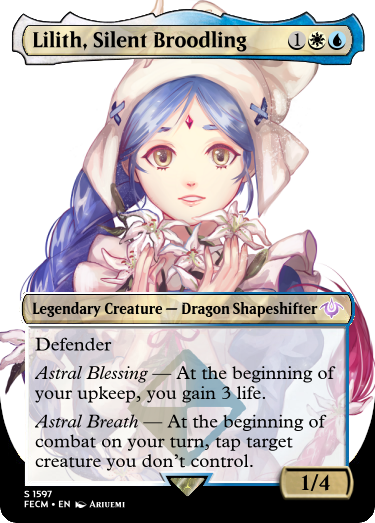 Lilith, Silent Broodling 1
Legendary Creature — Dragon Shapeshifter
Defender
Astral Blessing — At the beginning of
your upkeep, you gain 3 life.
Astral Breath — At the beginning of
combat on your turn, tap target
creature you don't control.
1/4
S 1597
FECM • EN Ariuemi